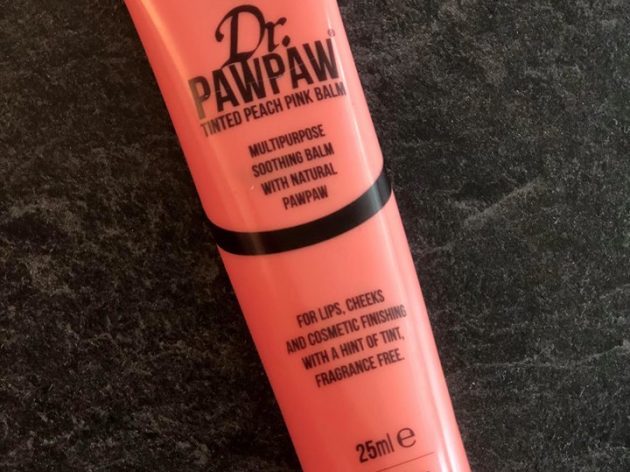 Dr.
PAWPAW®
TINTED PEACH PINK BALM
MULTIPURPOSE
SOOTHING BALM
WITH NATURAL
PAWPAW
FOR LIPS, CHEEKS
AND COSMETIC FINISHING
WITH A HINT OF TINT,
FRAGRANCE FREE.
25ml ℮